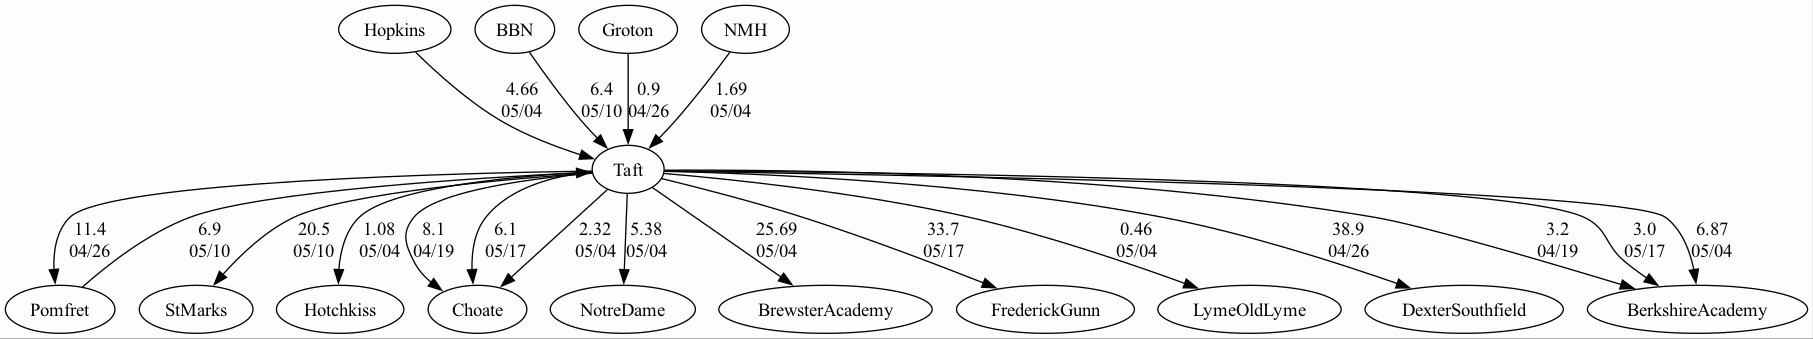 Hopkins
BBN
Groton
NMH
4.66
05/04
6.4
05/10
0.9
04/26
1.69
05/04
Taft
11.4
04/26
6.9
05/10
20.5
05/10
1.08
05/04
8.1
04/19
6.1
05/17
2.32
05/04
5.38
05/04
25.69
05/04
33.7
05/17
0.46
05/04
38.9
04/26
3.2
04/19
3.0
05/17
6.87
05/04
Pomfret
StMarks
Hotchkiss
Choate
NotreDame
BrewsterAcademy
FrederickGunn
LymeOldLyme
DexterSouthfield
BerkshireAcademy